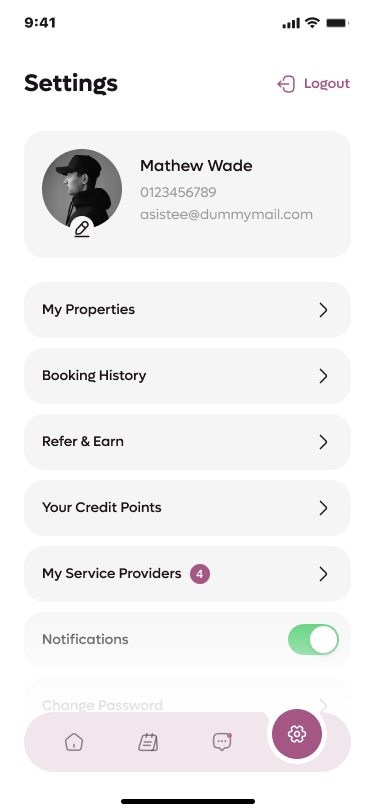 9:41
Settings
Logout
Mathew Wade
0123456789
asistee@dummymail.com
My Properties
Booking History
Refer & Earn
Your Credit Points
My Service Providers 4
Notifications
Change Password